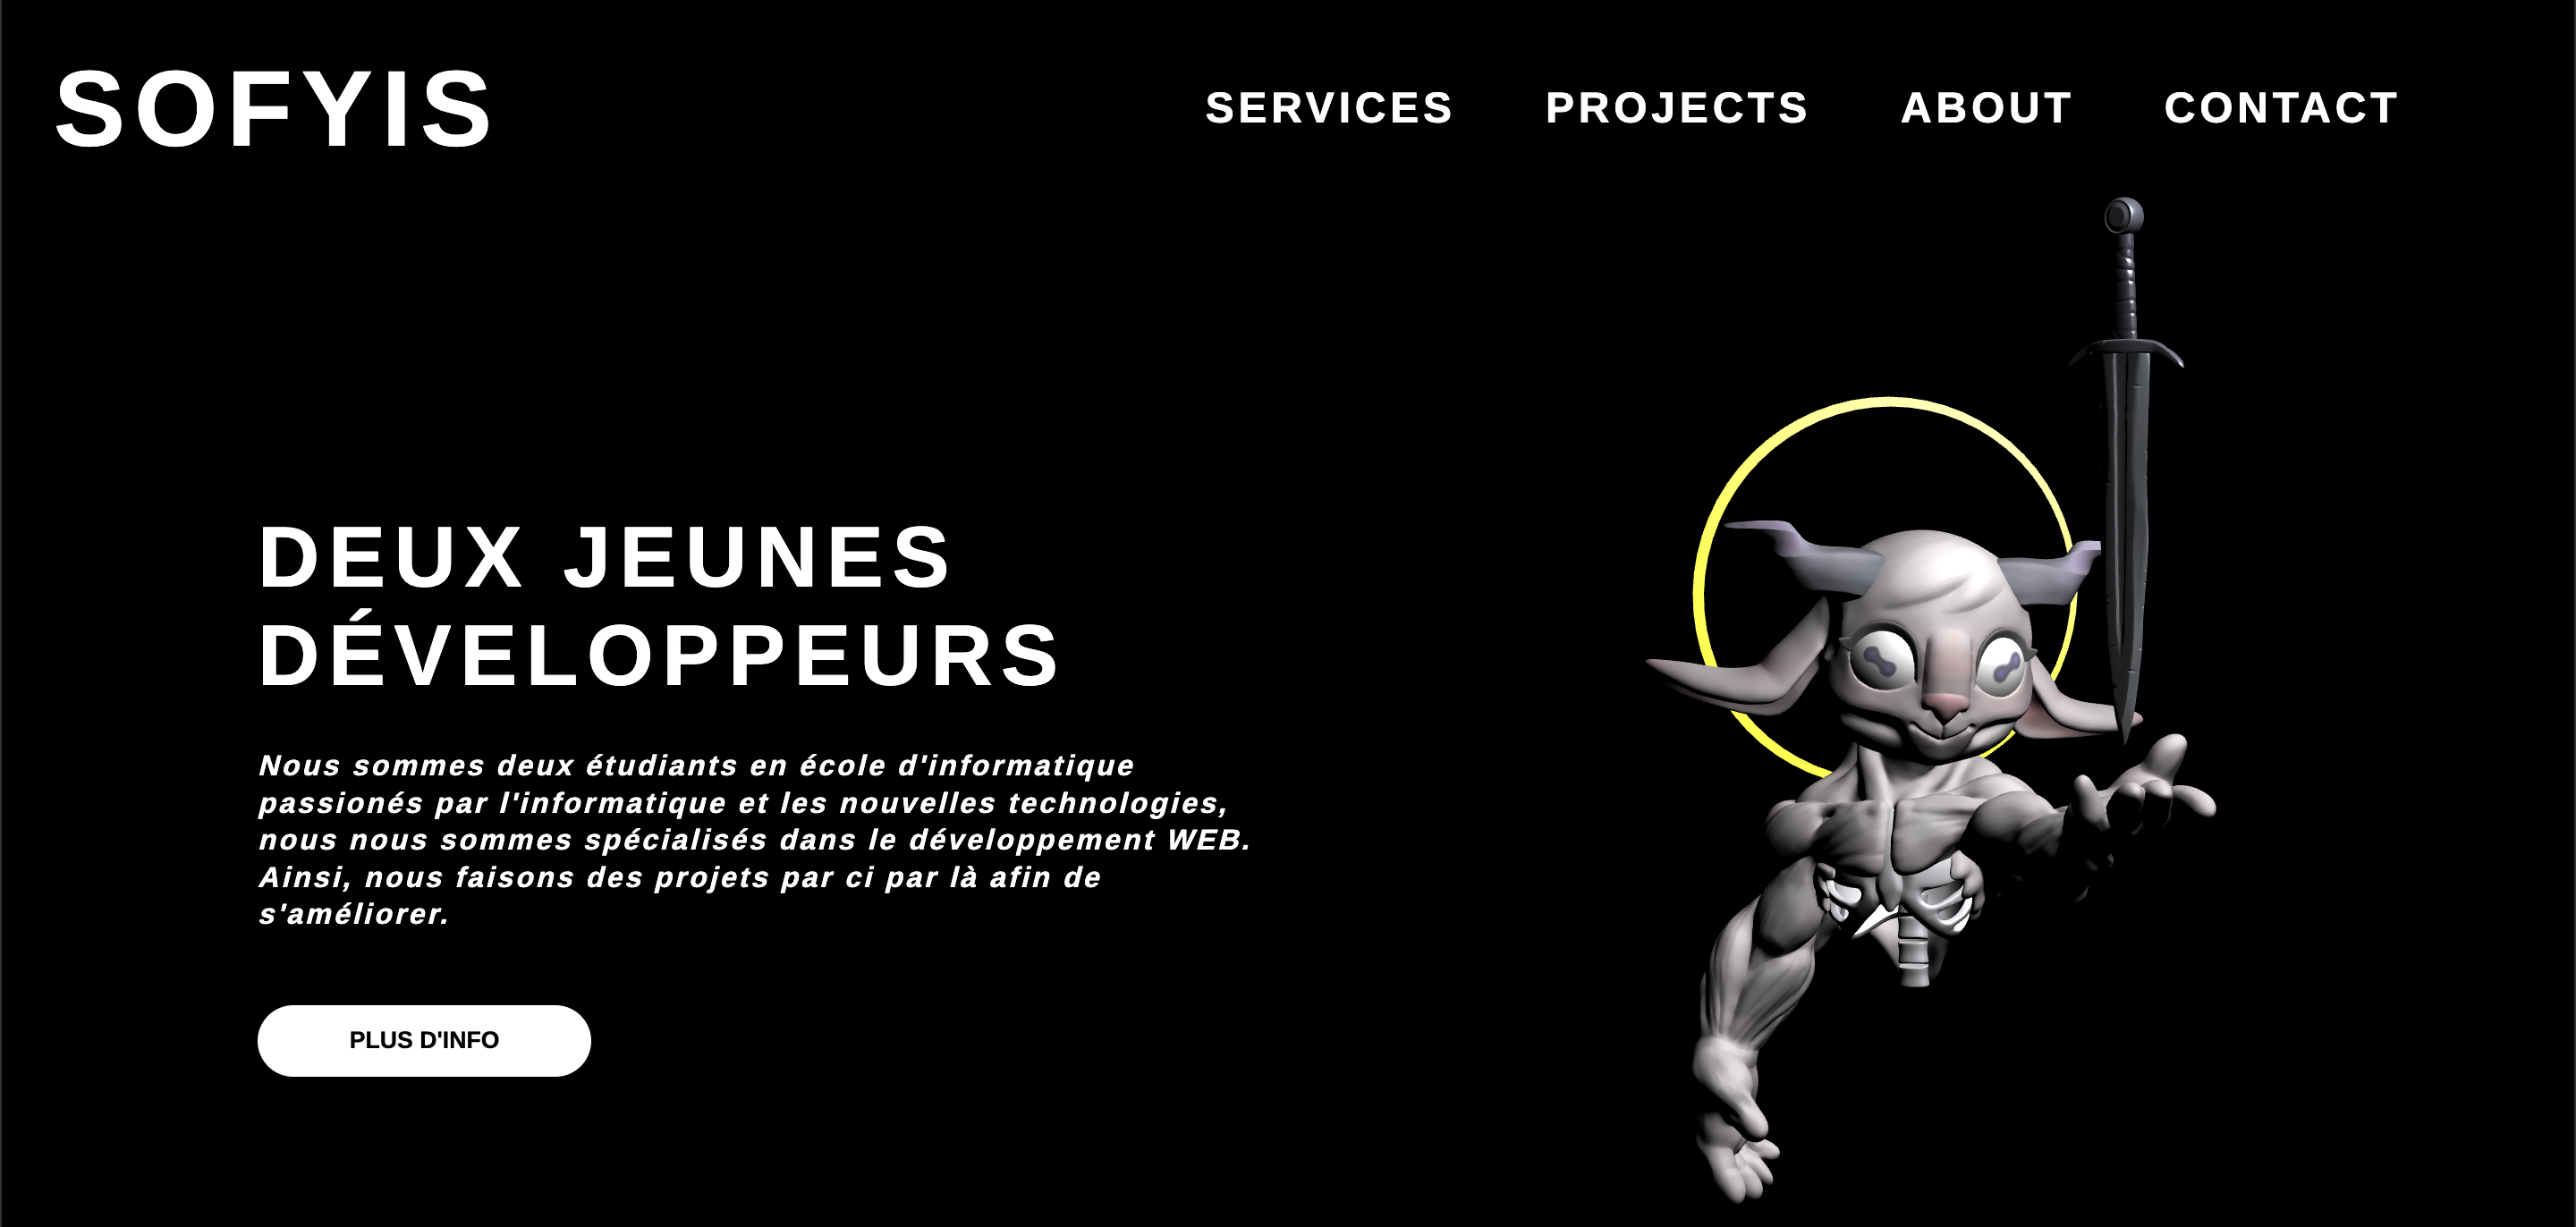 SOFYIS
SERVICES PROJECTS ABOUT CONTACT
DEUX JEUNES
DÉVELOPPEURS
Nous sommes deux étudiants en école d'informatique
passionés par l'informatique et les nouvelles technologies,
nous nous sommes spécialisés dans le développement WEB.
Ainsi, nous faisons des projets par ci par là afin de
s'améliorer.
PLUS D'INFO